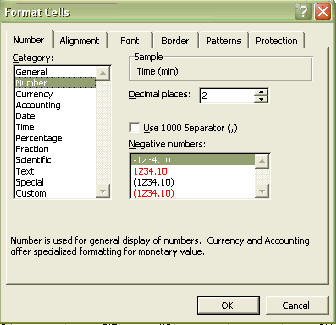 Format Cells
Number Alignment Font Border Patterns Protection
Category:
General
Number
Currency
Accounting
Date
Time
Percentage
Fraction
Scientific
Text
Special
Custom
Sample
Time (min)
Decimal places: 2
Use 1000 Separator (,)
Negative numbers:
-1234.10
1234.10
(1234.10)
(1234.10)
Number is used for general display of numbers. Currency and Accounting
offer specialized formatting for monetary value.
OK Cancel